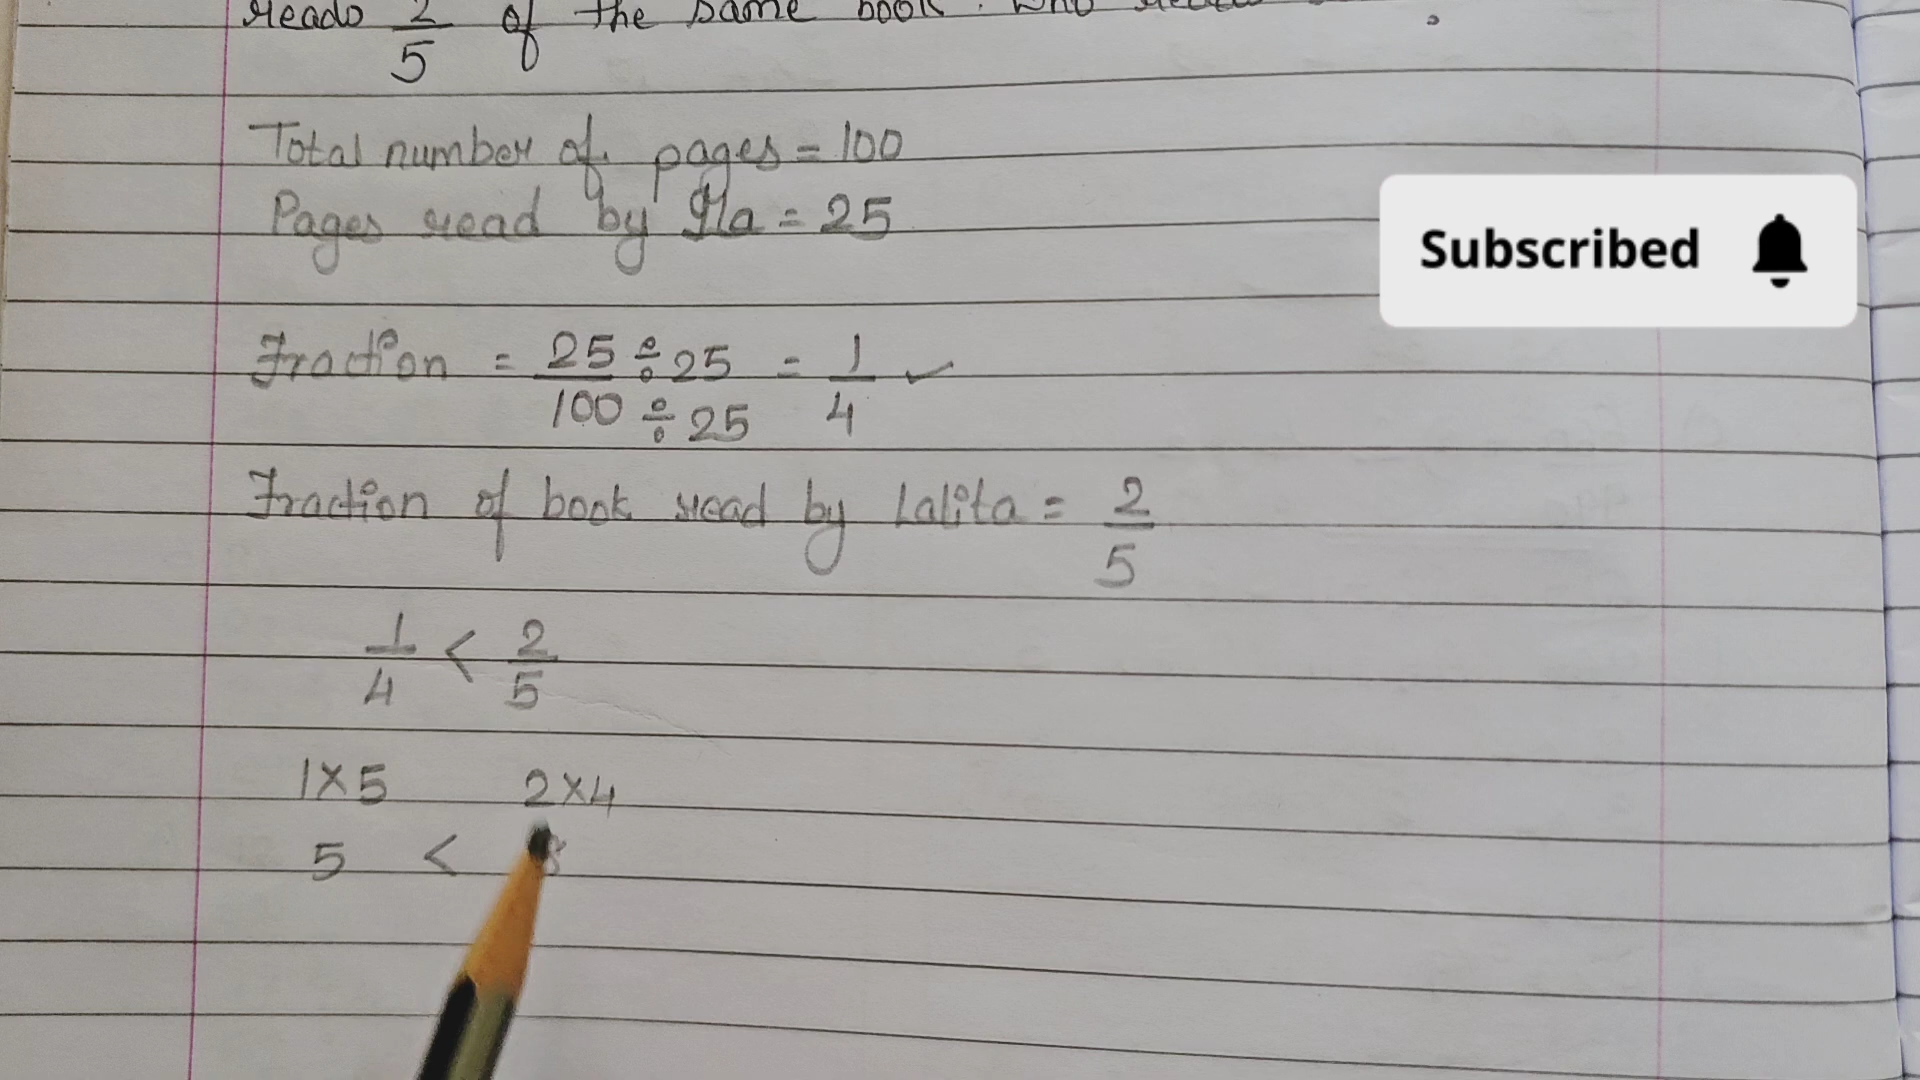 reads 2/5 of the same book. Who
Total number of pages = 100
Pages read by Ila = 25
Subscribed
Fraction = 25 ÷ 25 / 100 ÷ 25 = 1/4 ✓
Fraction of book read by Lalita = 2/5
1/4 < 2/5
1×5 2×4
5 < 8